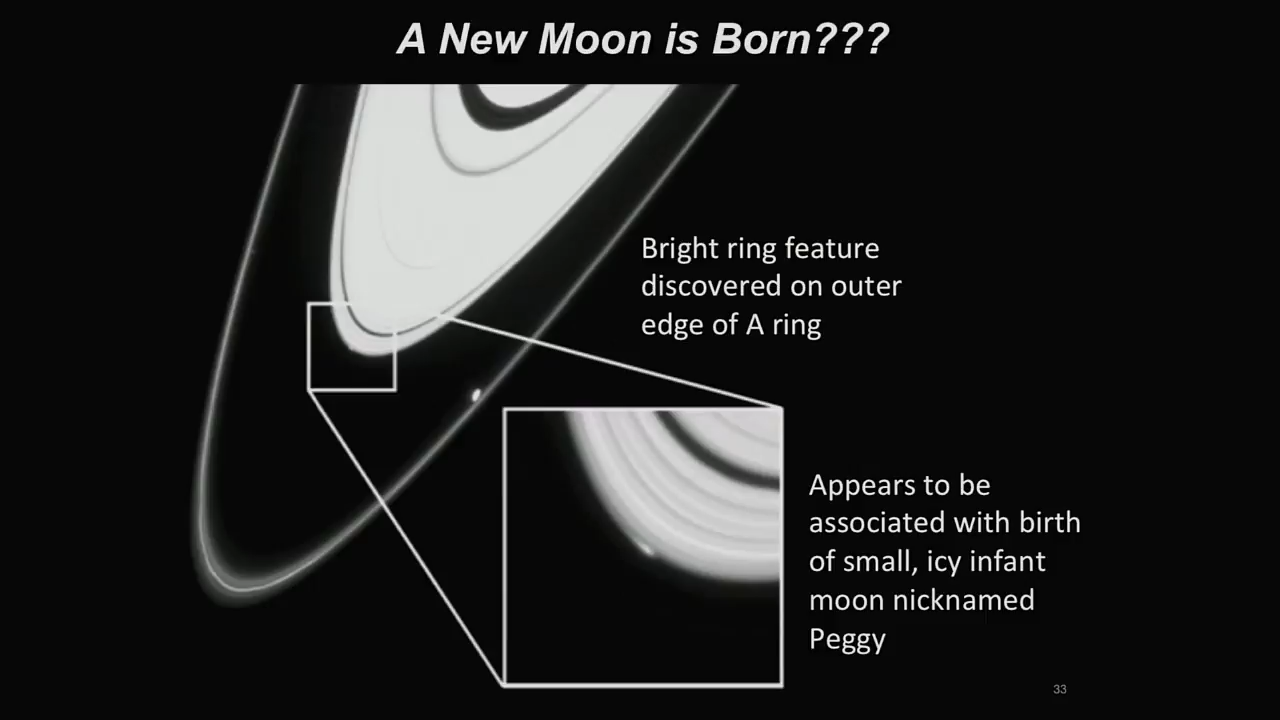 A New Moon is Born???
Bright ring feature
discovered on outer
edge of A ring
Appears to be
associated with birth
of small, icy infant
moon nicknamed
Peggy
33